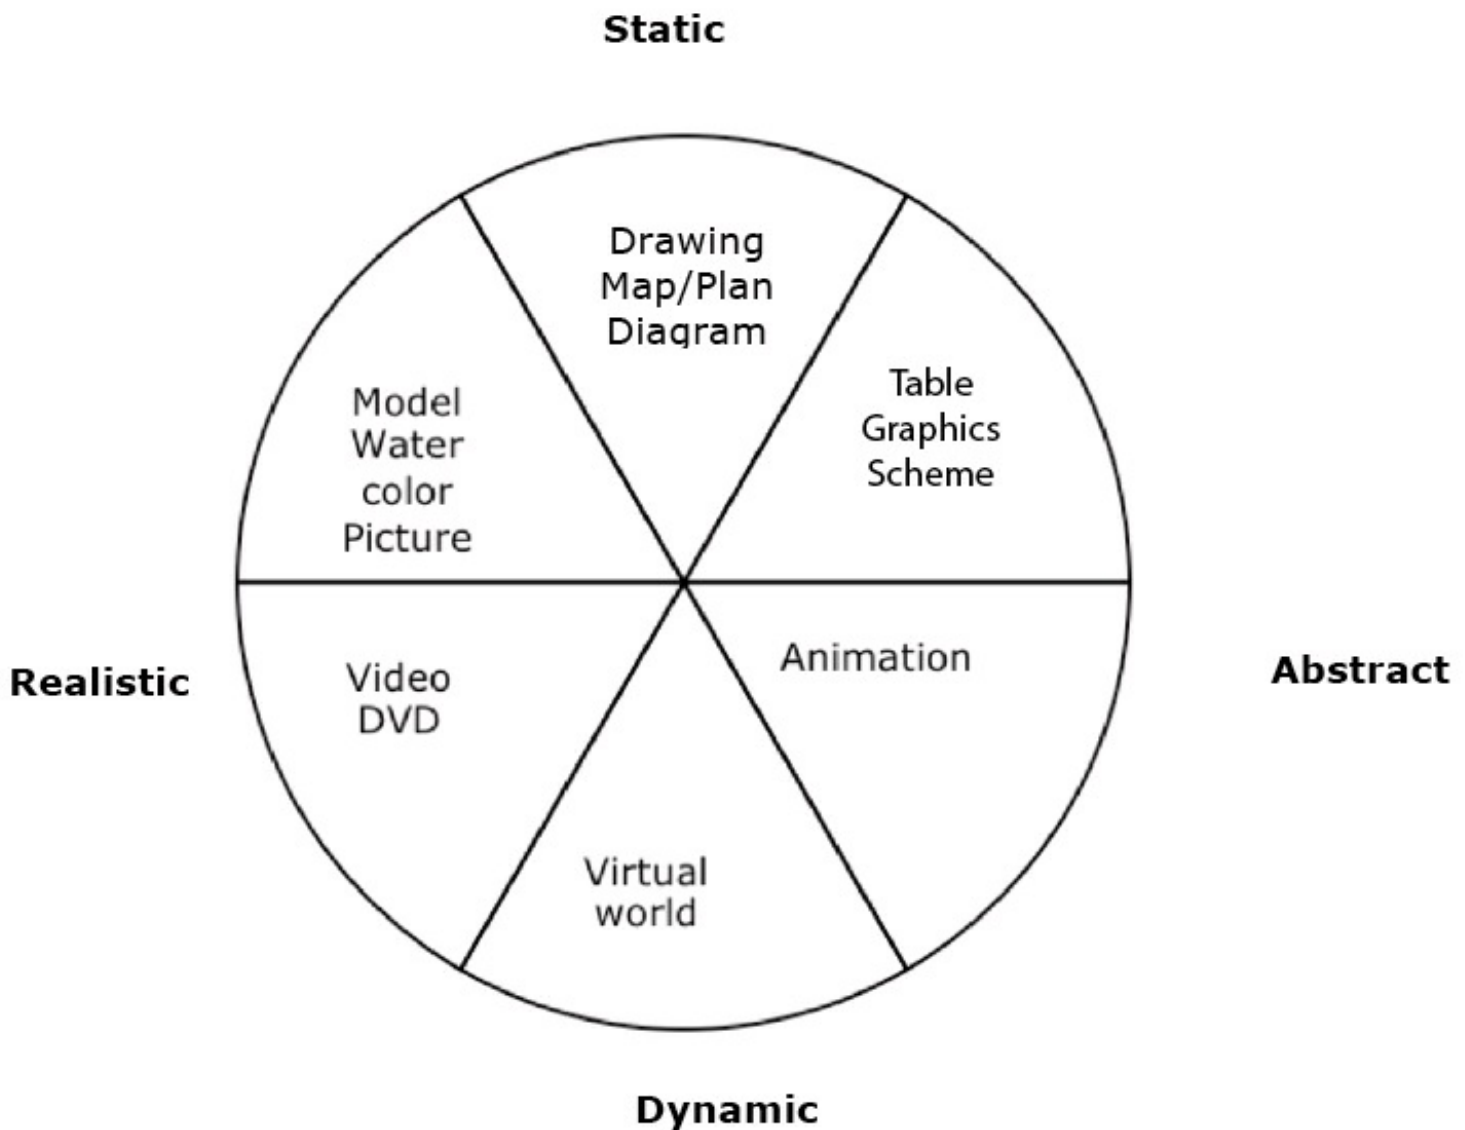 Static
Drawing
Map/Plan
Diagram
Table
Graphics
Scheme
Model
Water
color
Picture
Realistic
Video
DVD
Animation
Abstract
Virtual
world
Dynamic